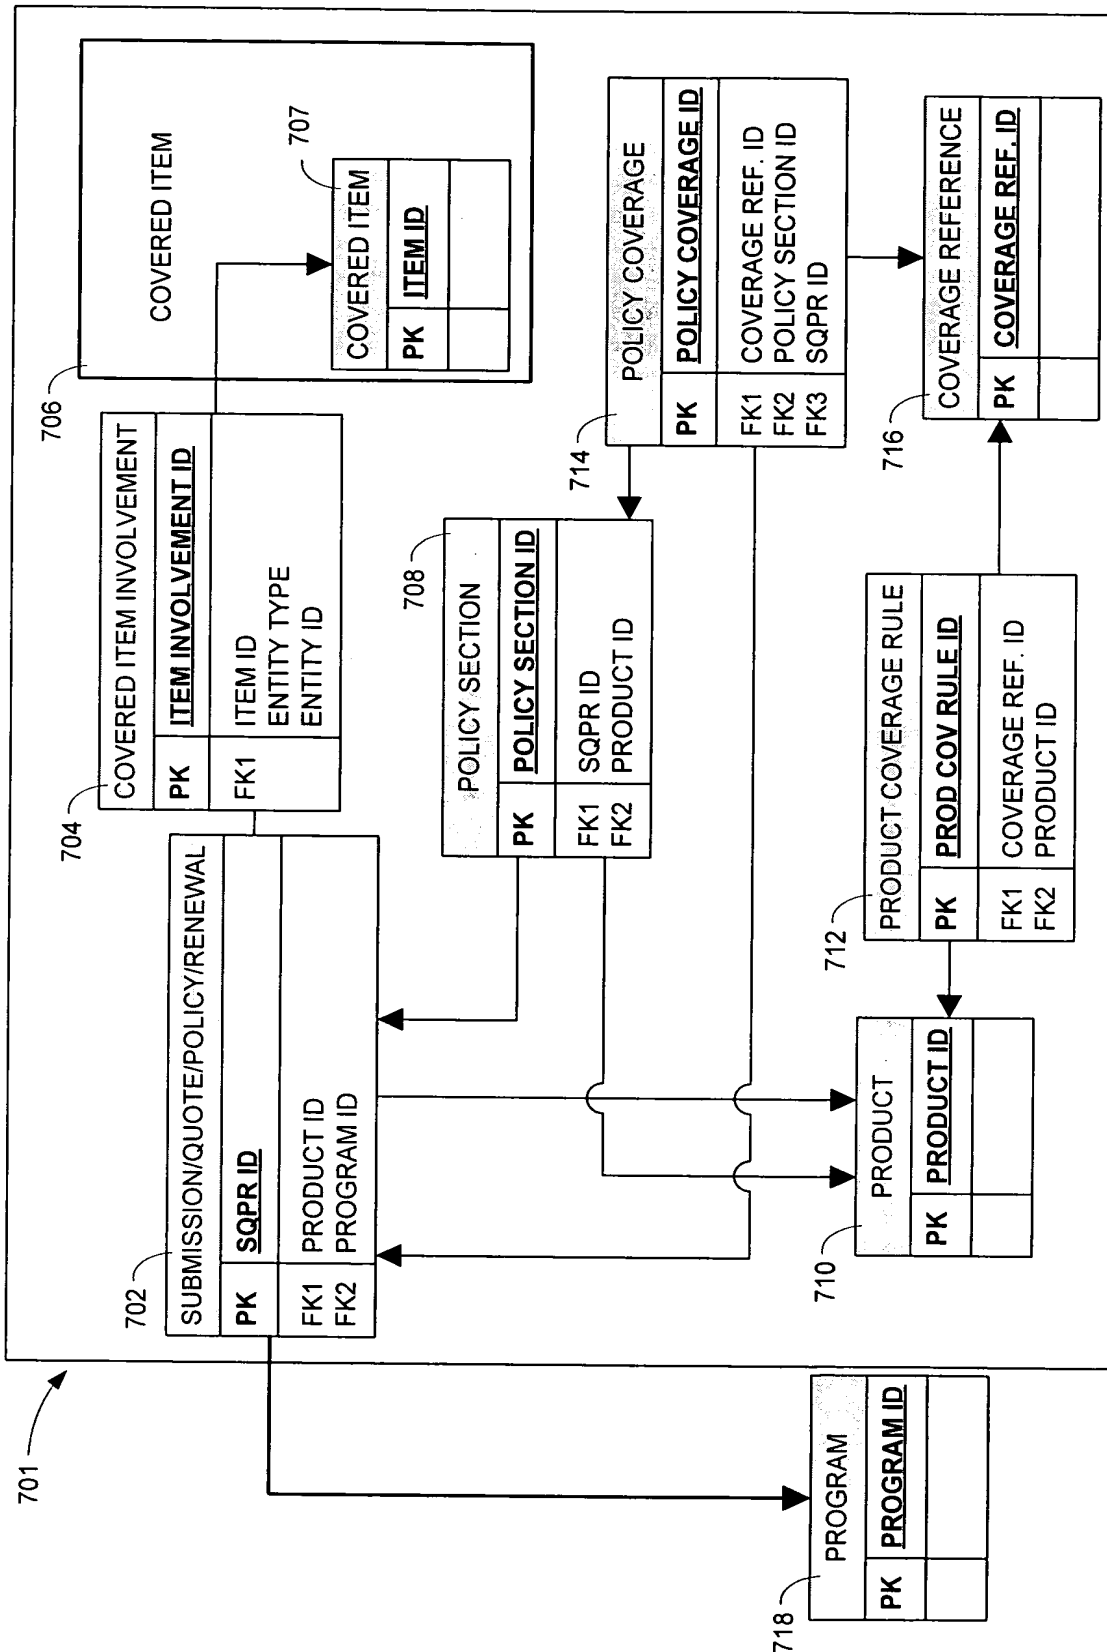 701
702
SUBMISSION/QUOTE/POLICY/RENEWAL
PK SQPR ID
FK1 PRODUCT ID
FK2 PROGRAM ID
704
COVERED ITEM INVOLVEMENT
PK ITEM INVOLVEMENT ID
FK1 ITEM ID
ENTITY TYPE
ENTITY ID
706
COVERED ITEM
707
COVERED ITEM
PK ITEM ID
708
POLICY SECTION
PK POLICY SECTION ID
FK1 SQPR ID
FK2 PRODUCT ID
714
POLICY COVERAGE
PK POLICY COVERAGE ID
FK1 COVERAGE REF. ID
FK2 POLICY SECTION ID
FK3 SQPR ID
718
PROGRAM
PK PROGRAM ID
710
PRODUCT
PK PRODUCT ID
712
PRODUCT COVERAGE RULE
PK PROD COV RULE ID
FK1 COVERAGE REF. ID
FK2 PRODUCT ID
716
COVERAGE REFERENCE
PK COVERAGE REF. ID